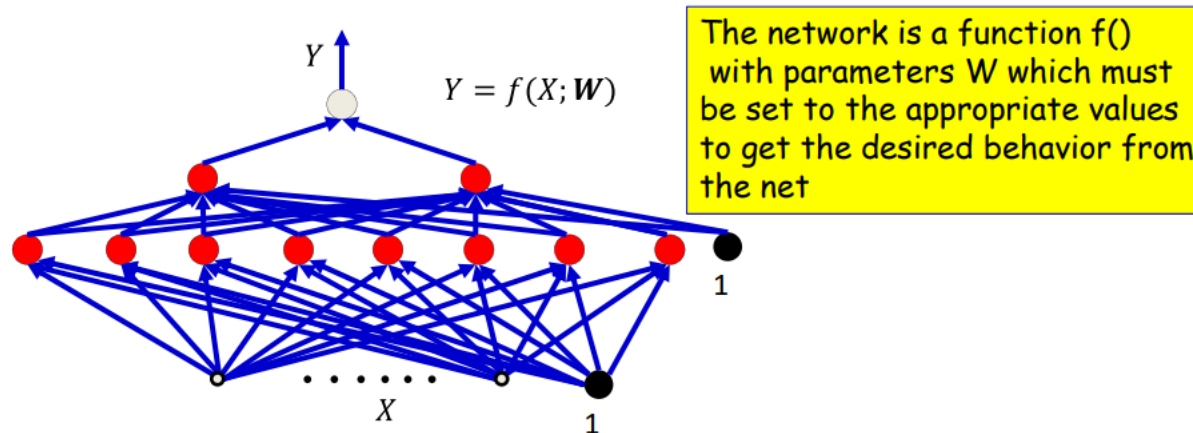 Y
Y = f(X; W)
The network is a function f()
with parameters W which must
be set to the appropriate values
to get the desired behavior from
the net
1
X
1